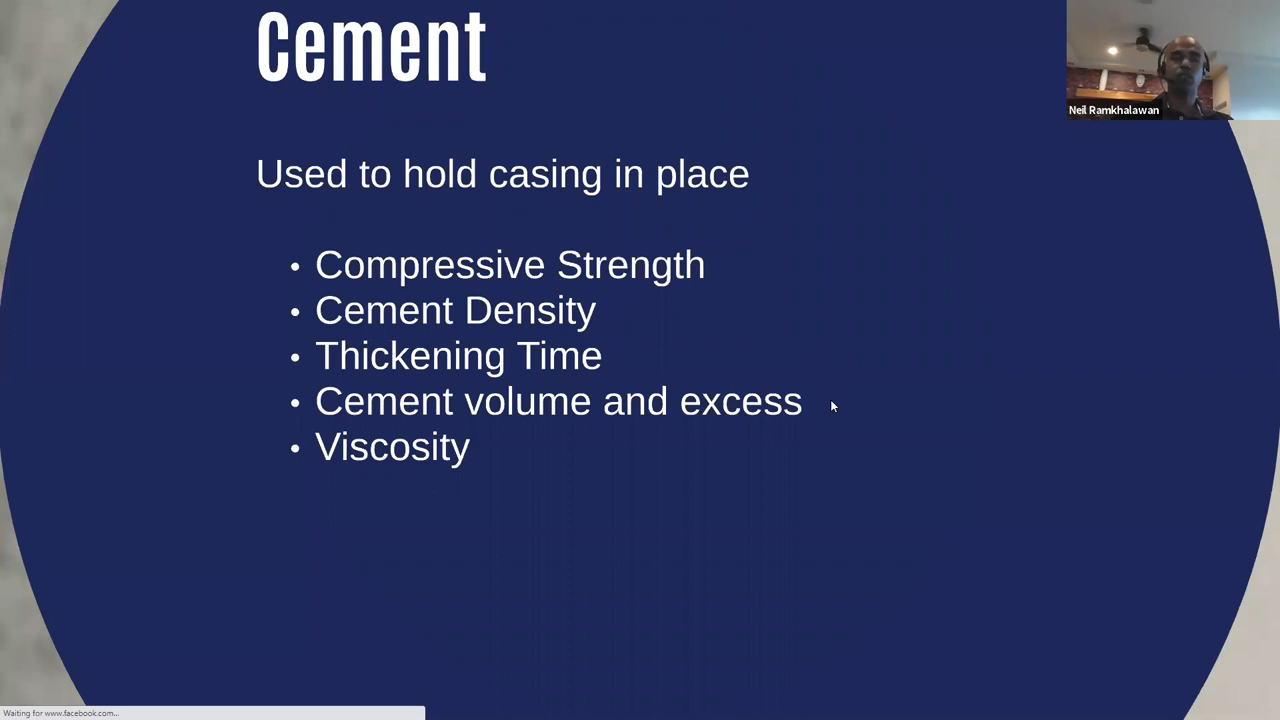 Cement
Neil Ramkhalawan
Used to hold casing in place
• Compressive Strength
• Cement Density
• Thickening Time
• Cement volume and excess
• Viscosity
Waiting for www.facebook.com...